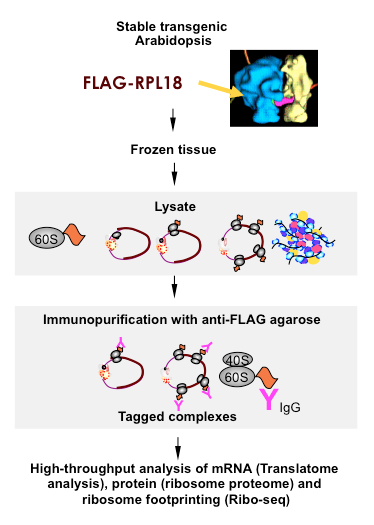 Stable transgenic
Arabidopsis
FLAG-RPL18
Frozen tissue
Lysate
60S
Immunopurification with anti-FLAG agarose
40S
60S
Y
IgG
Tagged complexes
High-throughput analysis of mRNA (Translatome
analysis), protein (ribosome proteome) and
ribosome footprinting (Ribo-seq)